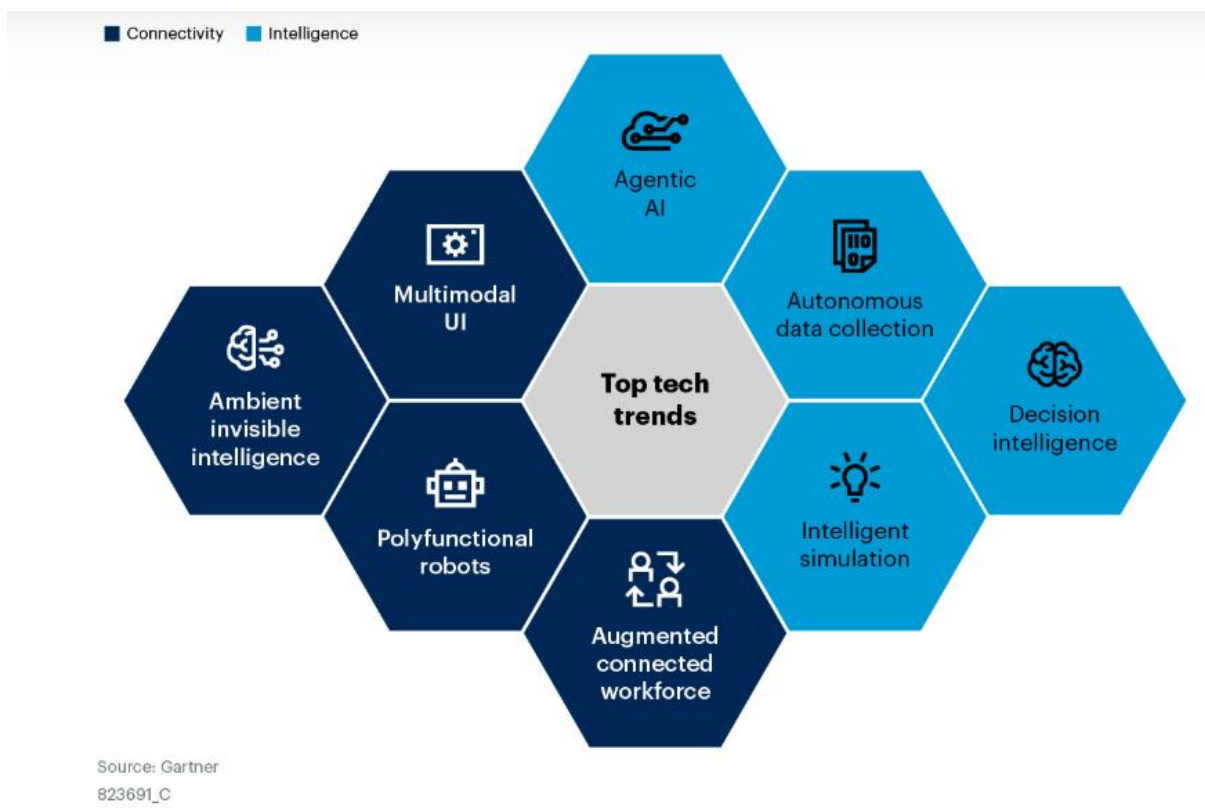 Connectivity
Intelligence
Agentic
AI
Multimodal
UI
Autonomous
data collection
Ambient
invisible
intelligence
Top tech
trends
Decision
intelligence
Polyfunctional
robots
Intelligent
simulation
Augmented
connected
workforce
Source: Gartner
823691_C